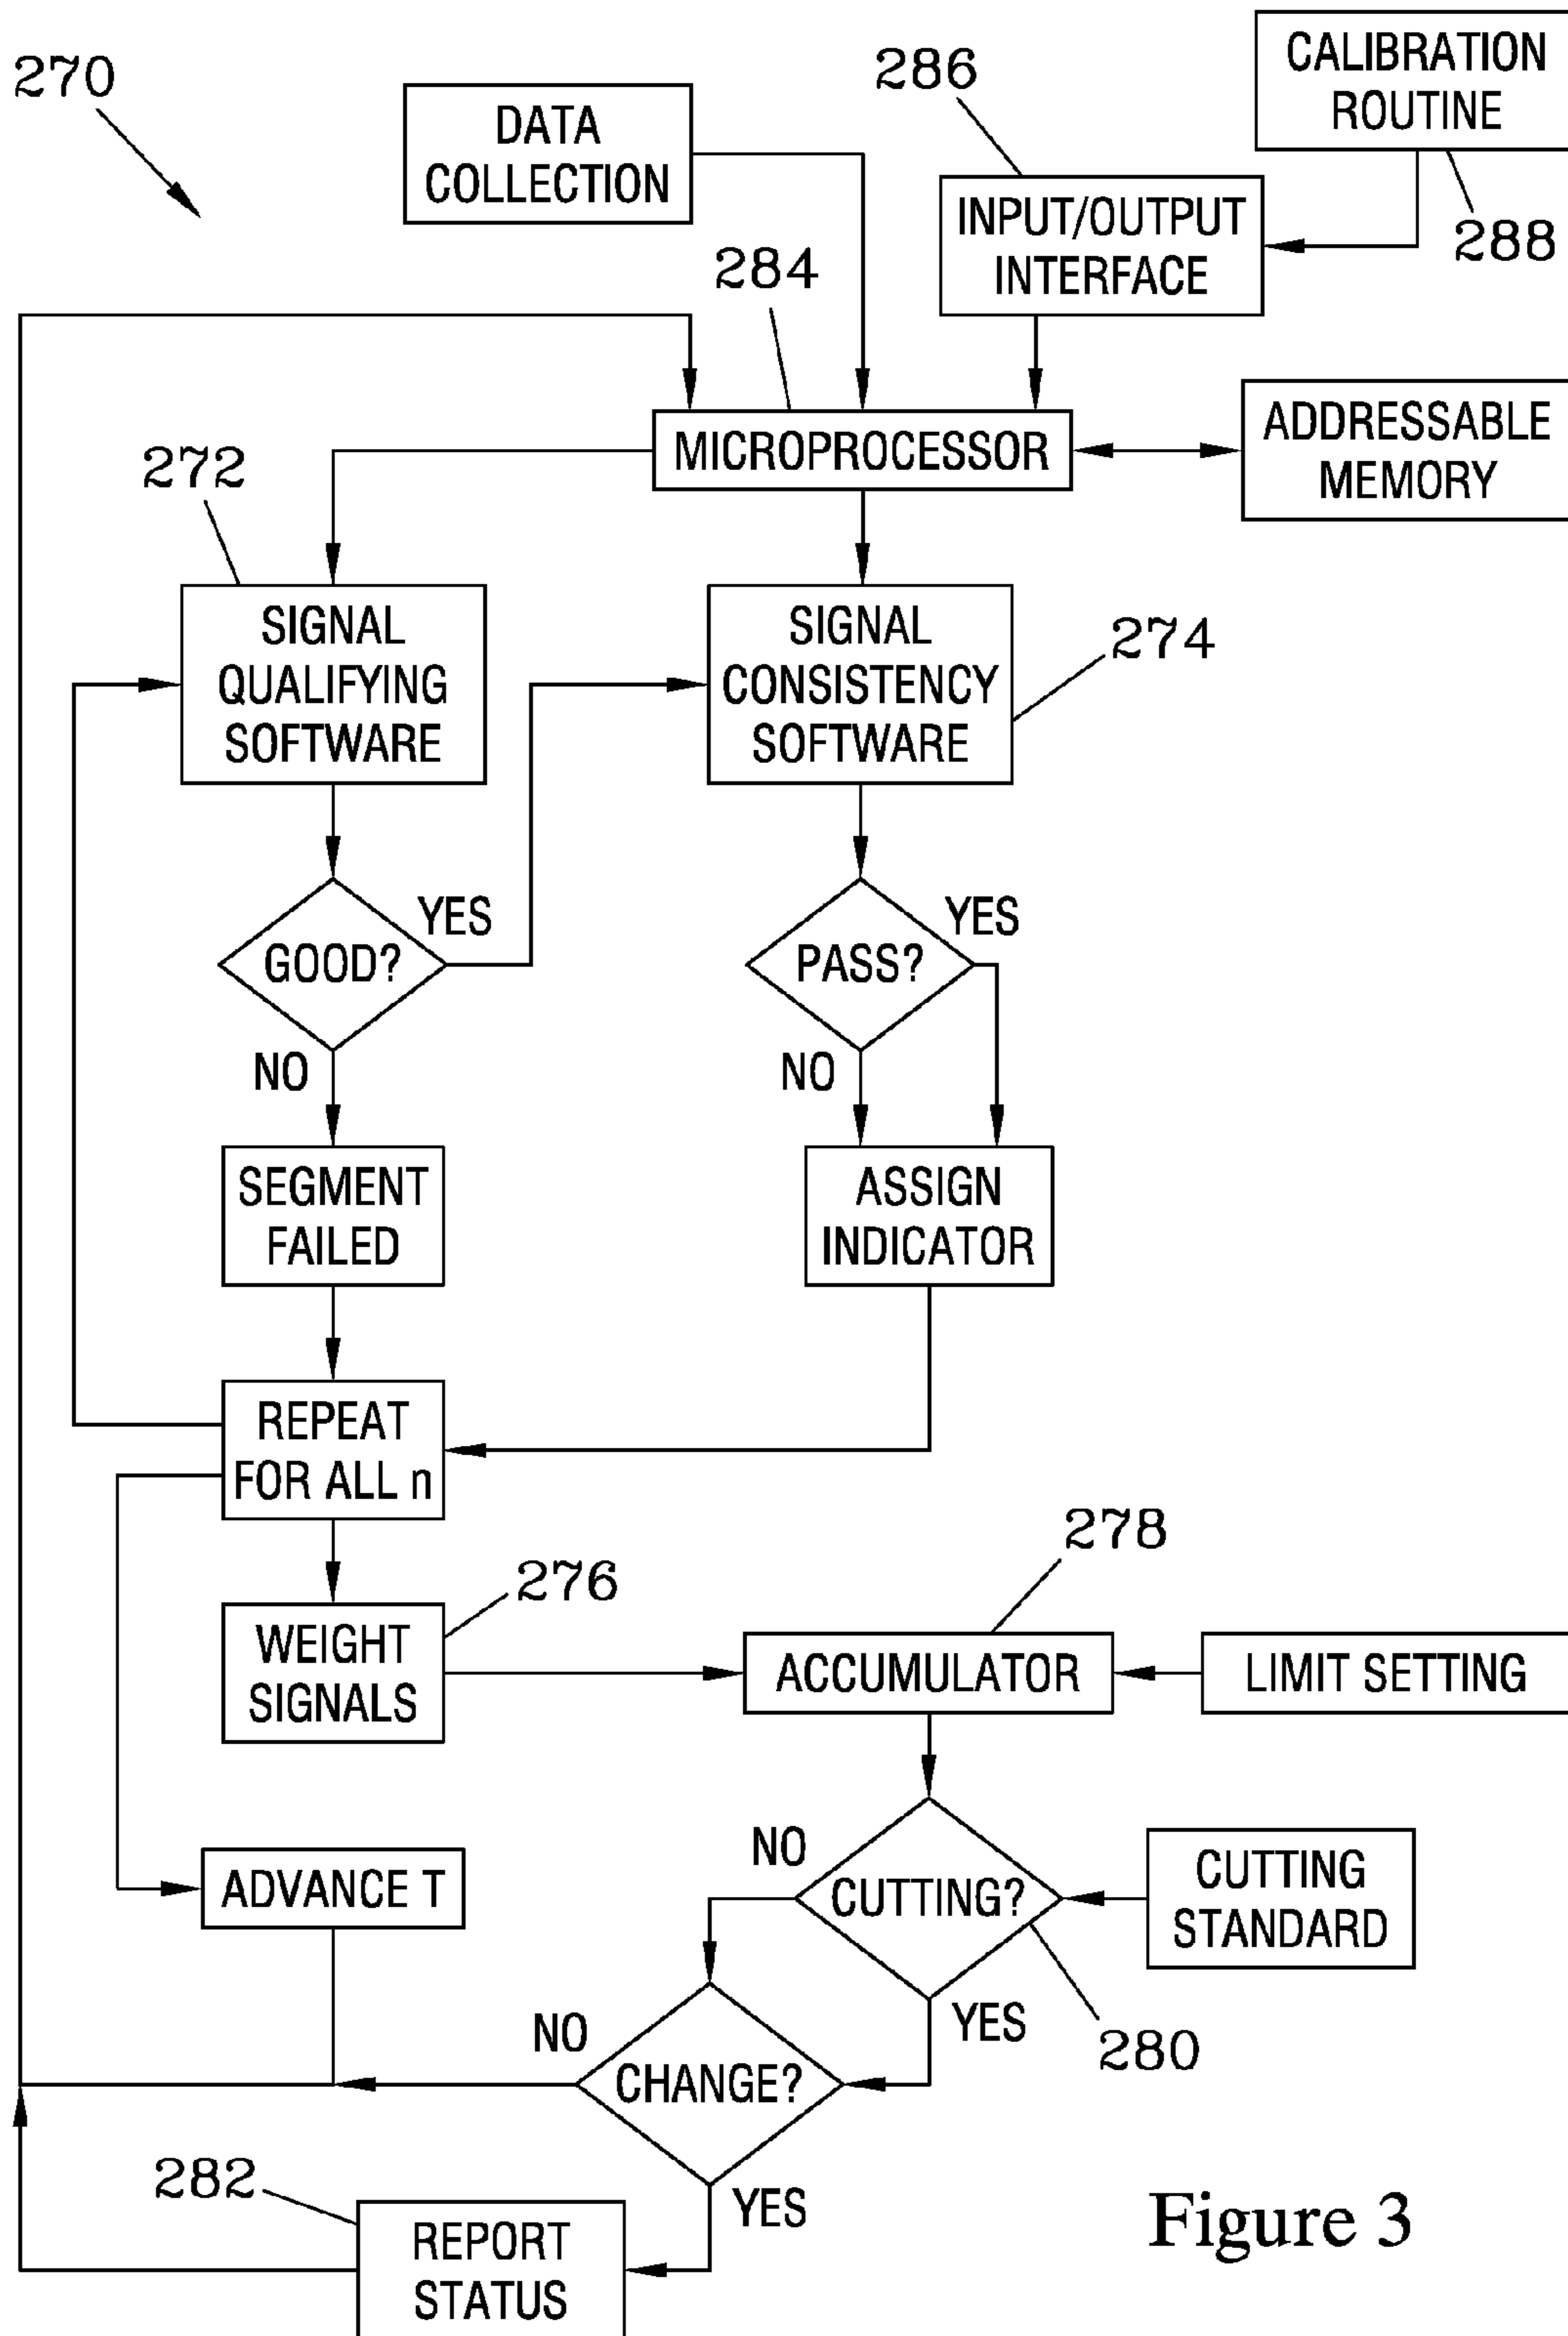 270
DATA
COLLECTION
286
CALIBRATION
ROUTINE
288
INPUT/OUTPUT
INTERFACE
284
MICROPROCESSOR
ADDRESSABLE
MEMORY
272
SIGNAL
QUALIFYING
SOFTWARE
SIGNAL
CONSISTENCY
SOFTWARE
274
GOOD?
YES
NO
PASS?
YES
NO
SEGMENT
FAILED
ASSIGN
INDICATOR
REPEAT
FOR ALL n
276
WEIGHT
SIGNALS
278
ACCUMULATOR
LIMIT SETTING
ADVANCE T
NO
CUTTING?
YES
CUTTING
STANDARD
280
NO
CHANGE?
YES
282
REPORT
STATUS
Figure 3